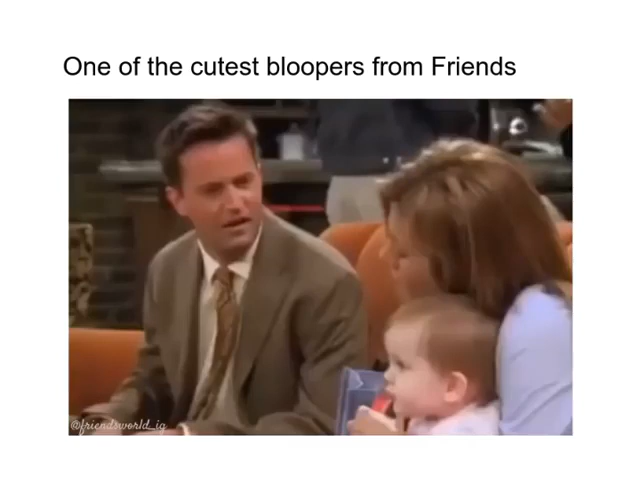 One of the cutest bloopers from Friends
@friendsworld_ig